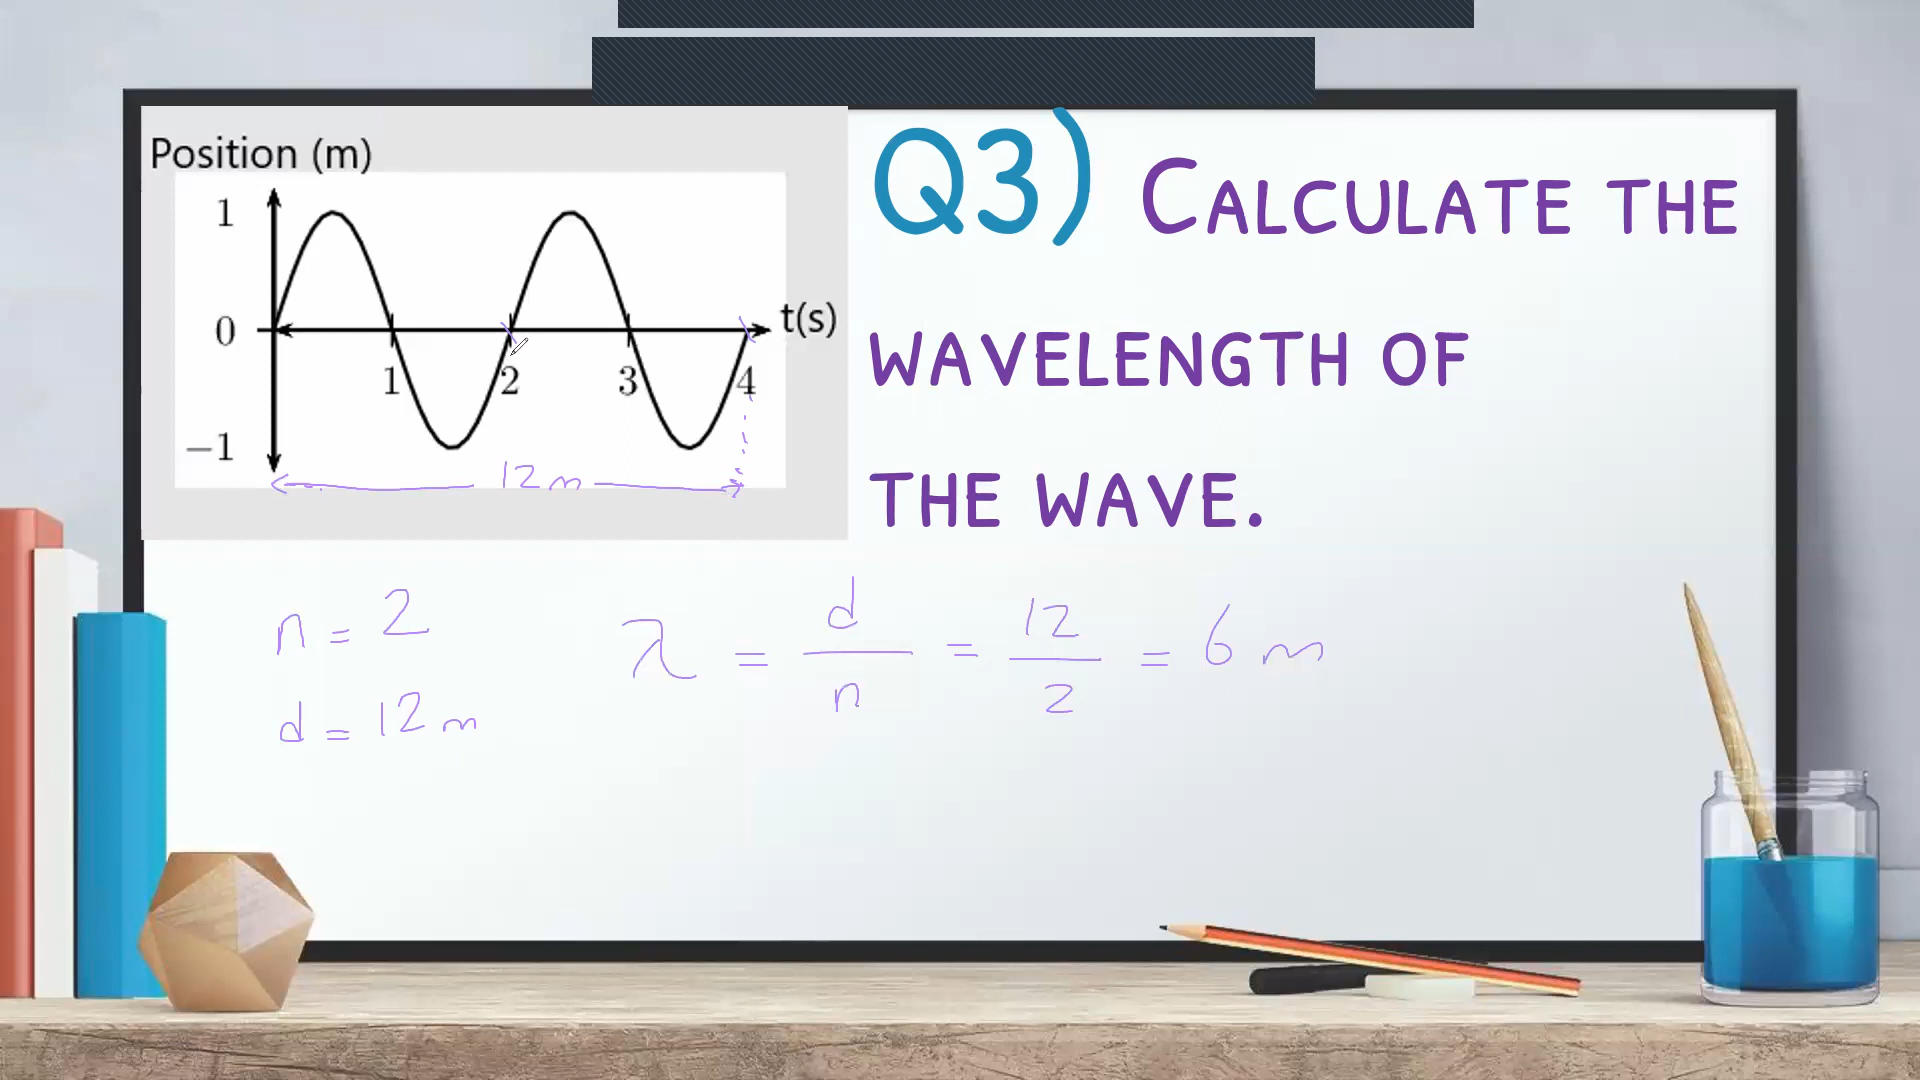 Position (m)
1
0
−1
1 2 3 4
t(s)
12 m
Q3) CALCULATE THE
WAVELENGTH OF
THE WAVE.
n = 2
d = 12 m
λ = d/n = 12/2 = 6 m